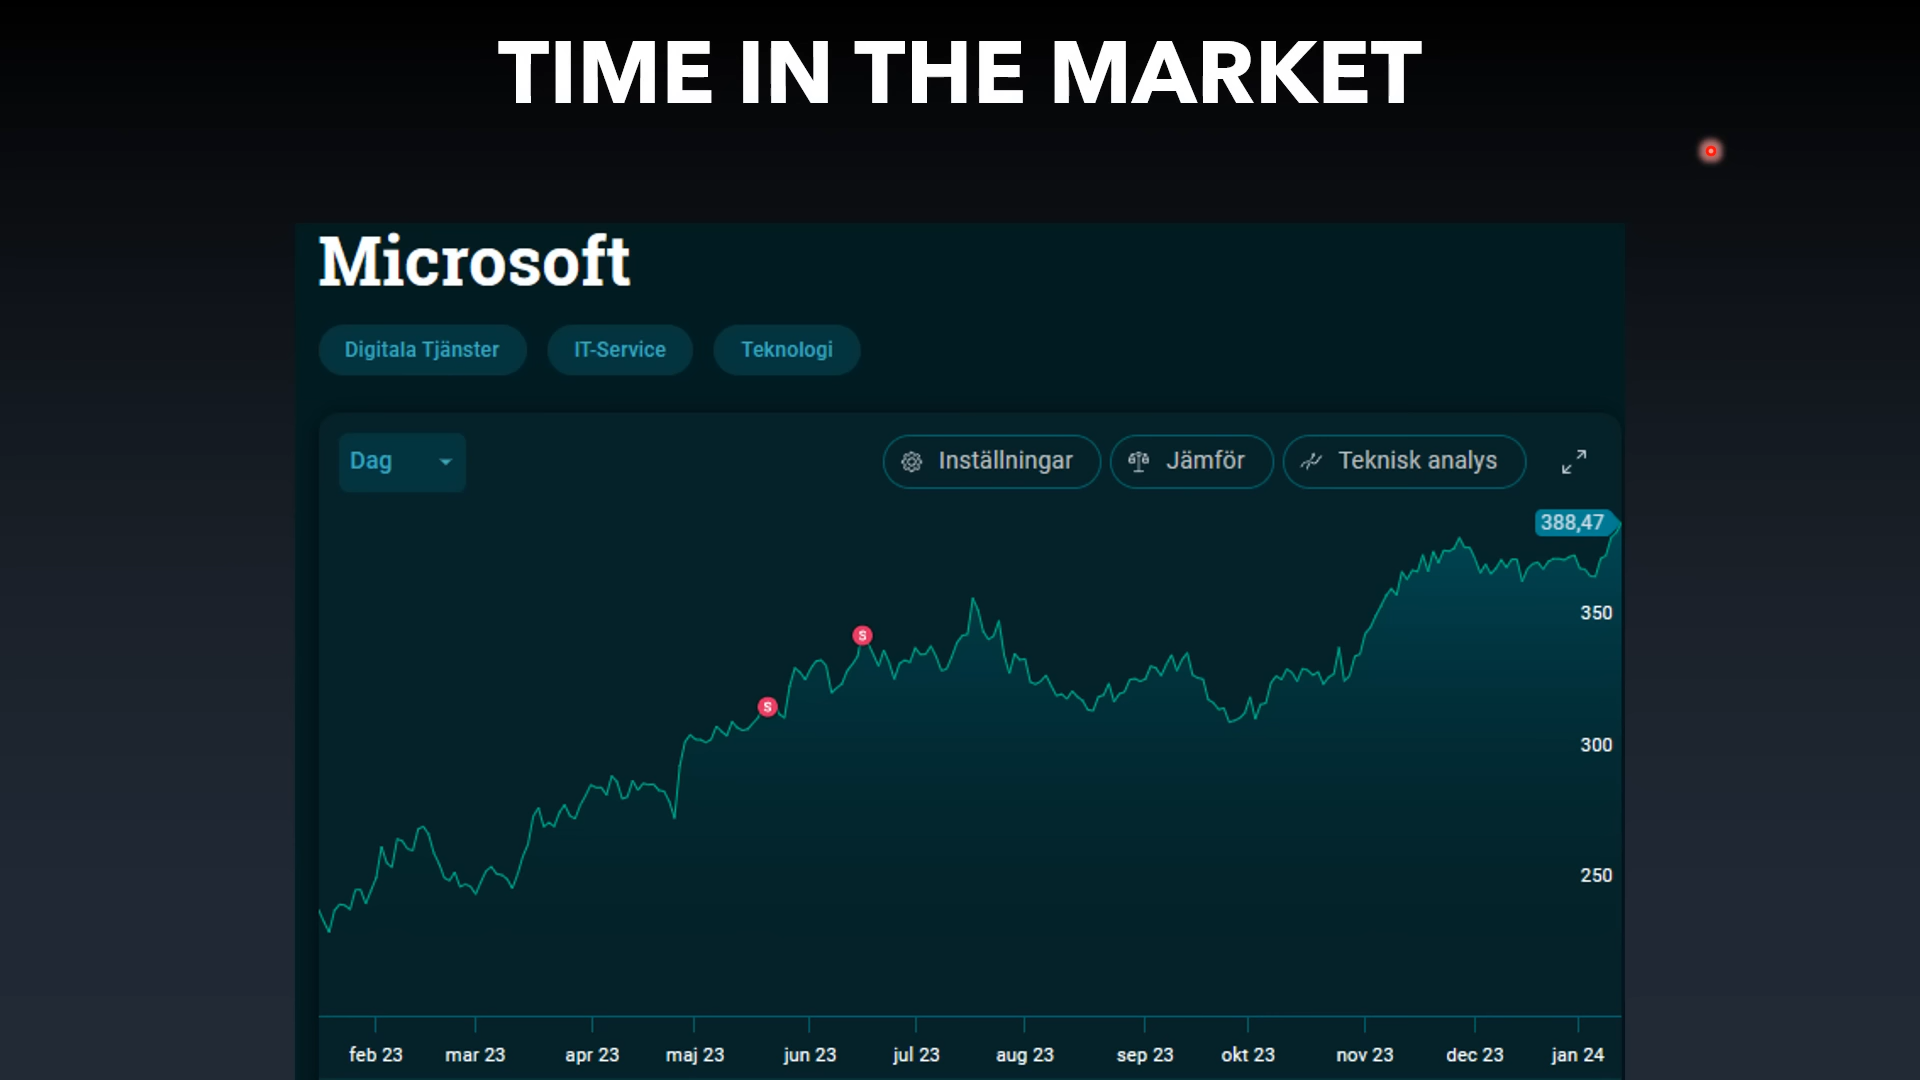 TIME IN THE MARKET
Microsoft
Digitala Tjänster IT-Service Teknologi
Dag Inställningar Jämför Teknisk analys
388,47
350
S
S
300
250
feb 23 mar 23 apr 23 maj 23 jun 23 jul 23 aug 23 sep 23 okt 23 nov 23 dec 23 jan 24